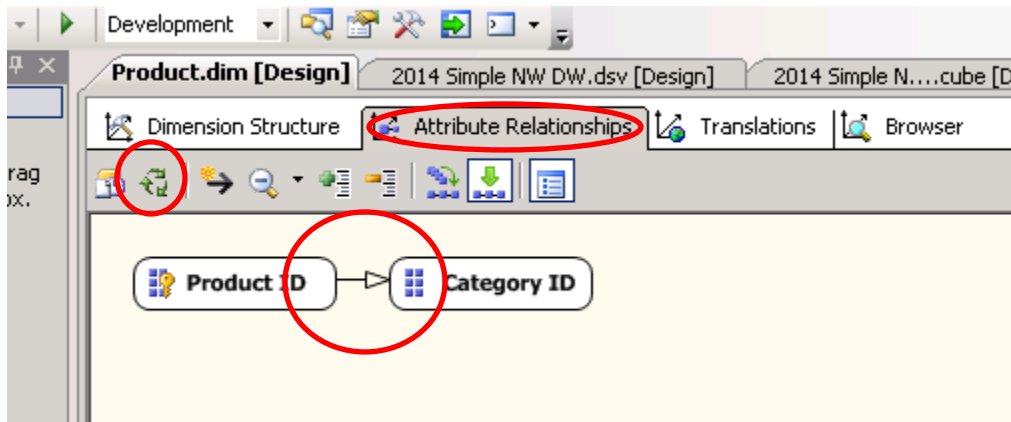 Development
Product.dim [Design] 2014 Simple NW DW.dsv [Design] 2014 Simple N....cube [D
Dimension Structure Attribute Relationships Translations Browser
rag
ox.
Product ID Category ID